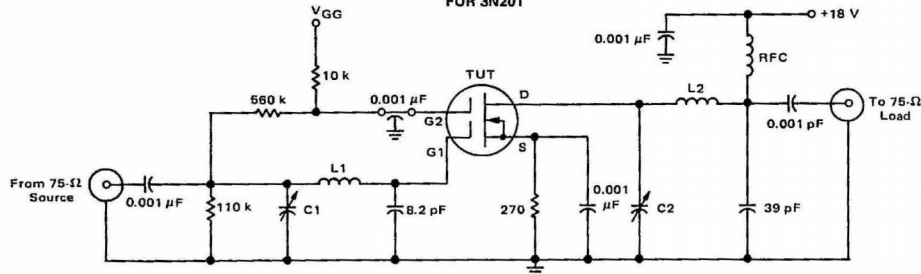 FOR 3N201
VGG
+18 V
0.001 µF
RFC
10 k
TUT
560 k
0.001 µF
D
L2
To 75-Ω
Load
G2
0.001 pF
G1
S
L1
From 75-Ω
Source
0.001 µF
110 k
C1
8.2 pF
270
0.001
µF
C2
39 pF